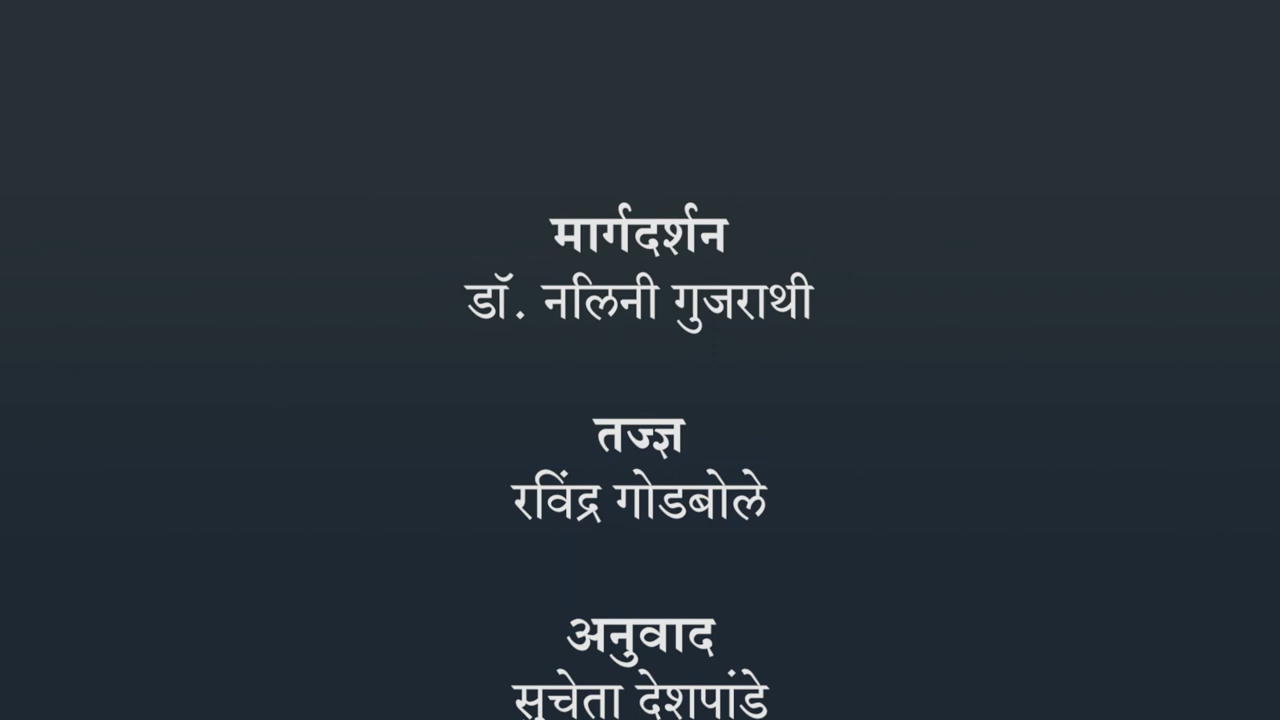 मार्गदर्शन
डॉ. नलिनी गुजराथी
तज्ज्ञ
रविंद्र गोडबोले
अनुवाद
सुचेता देशपांडे